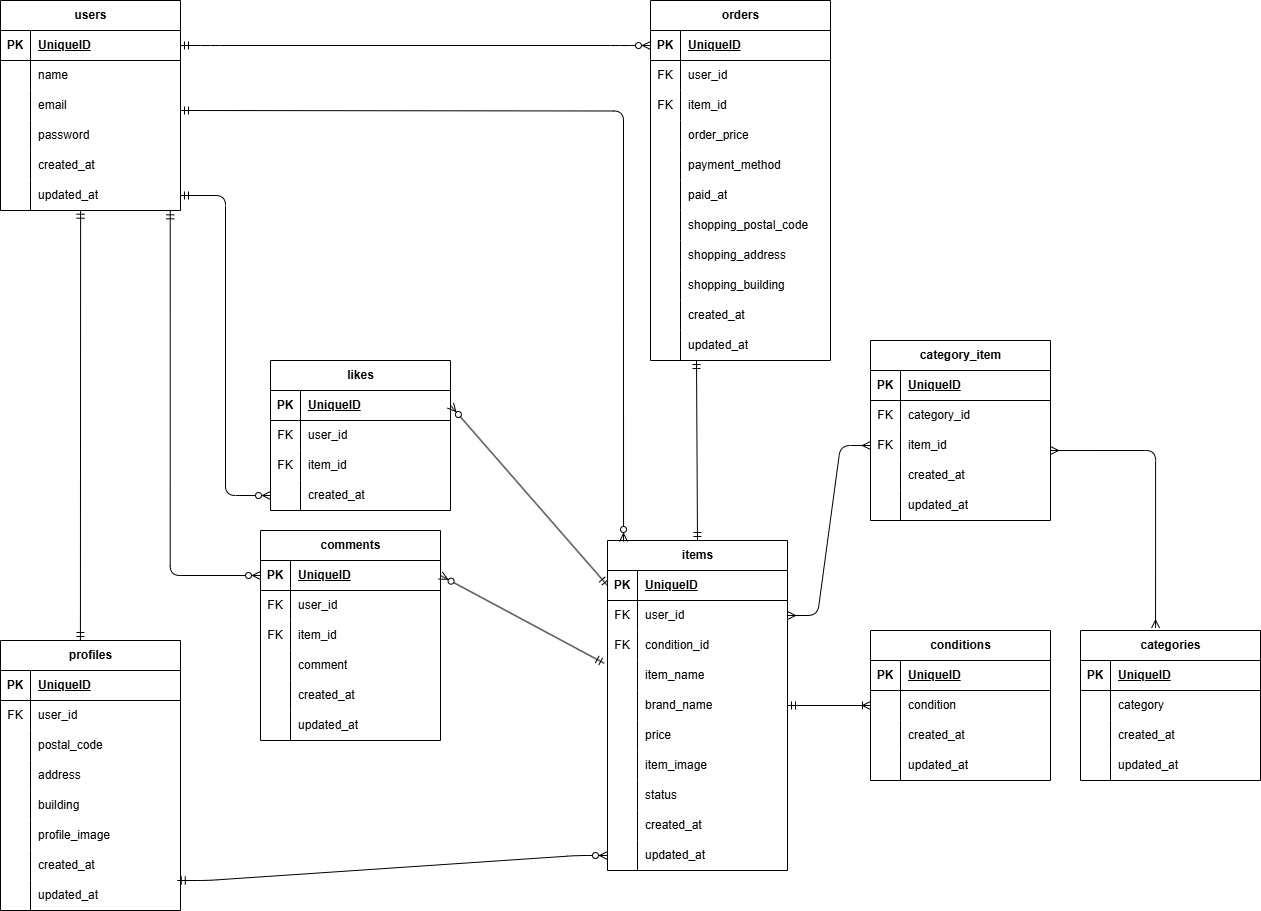 users
PK UniqueID
name
email
password
created_at
updated_at
orders
PK UniqueID
FK user_id
FK item_id
order_price
payment_method
paid_at
shopping_postal_code
shopping_address
shopping_building
created_at
updated_at
likes
PK UniqueID
FK user_id
FK item_id
created_at
category_item
PK UniqueID
FK category_id
FK item_id
created_at
updated_at
comments
PK UniqueID
FK user_id
FK item_id
comment
created_at
updated_at
items
PK UniqueID
FK user_id
FK condition_id
item_name
brand_name
price
item_image
status
created_at
updated_at
profiles
PK UniqueID
FK user_id
postal_code
address
building
profile_image
created_at
updated_at
conditions
PK UniqueID
condition
created_at
updated_at
categories
PK UniqueID
category
created_at
updated_at